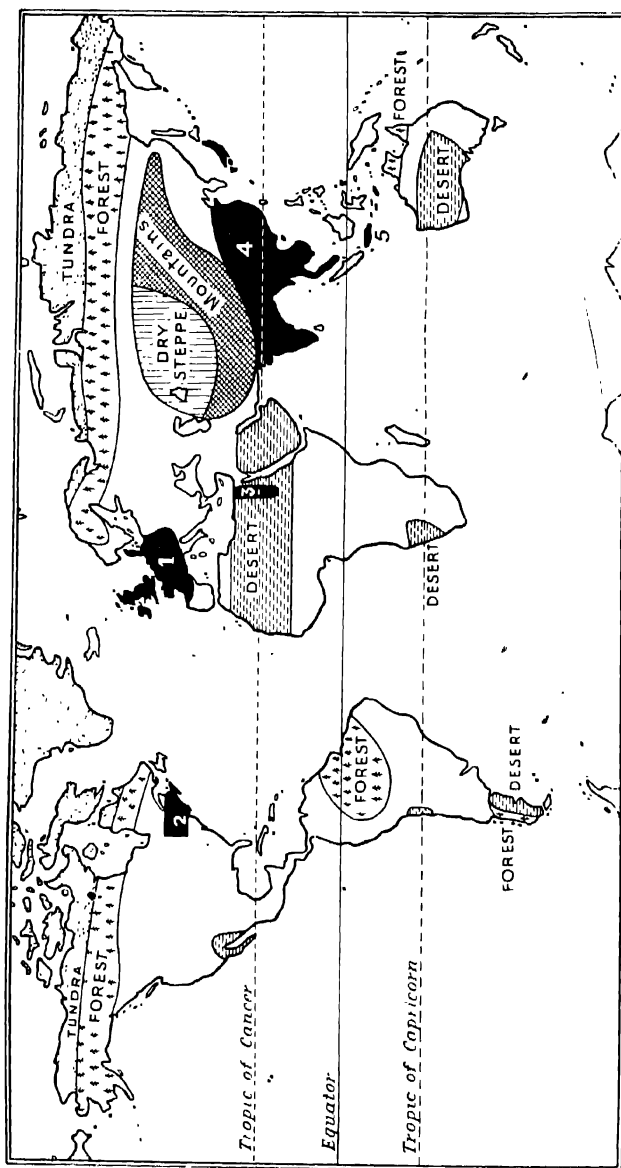 TUNDRA
FOREST
TUNDRA
FOREST
Mountains
DRY
STEPPE
1
2
3
4
5
DESERT
Tropic of Cancer
Equator
FOREST
FOREST
DESERT
DESERT
Tropic of Capricorn
FOREST
DESERT